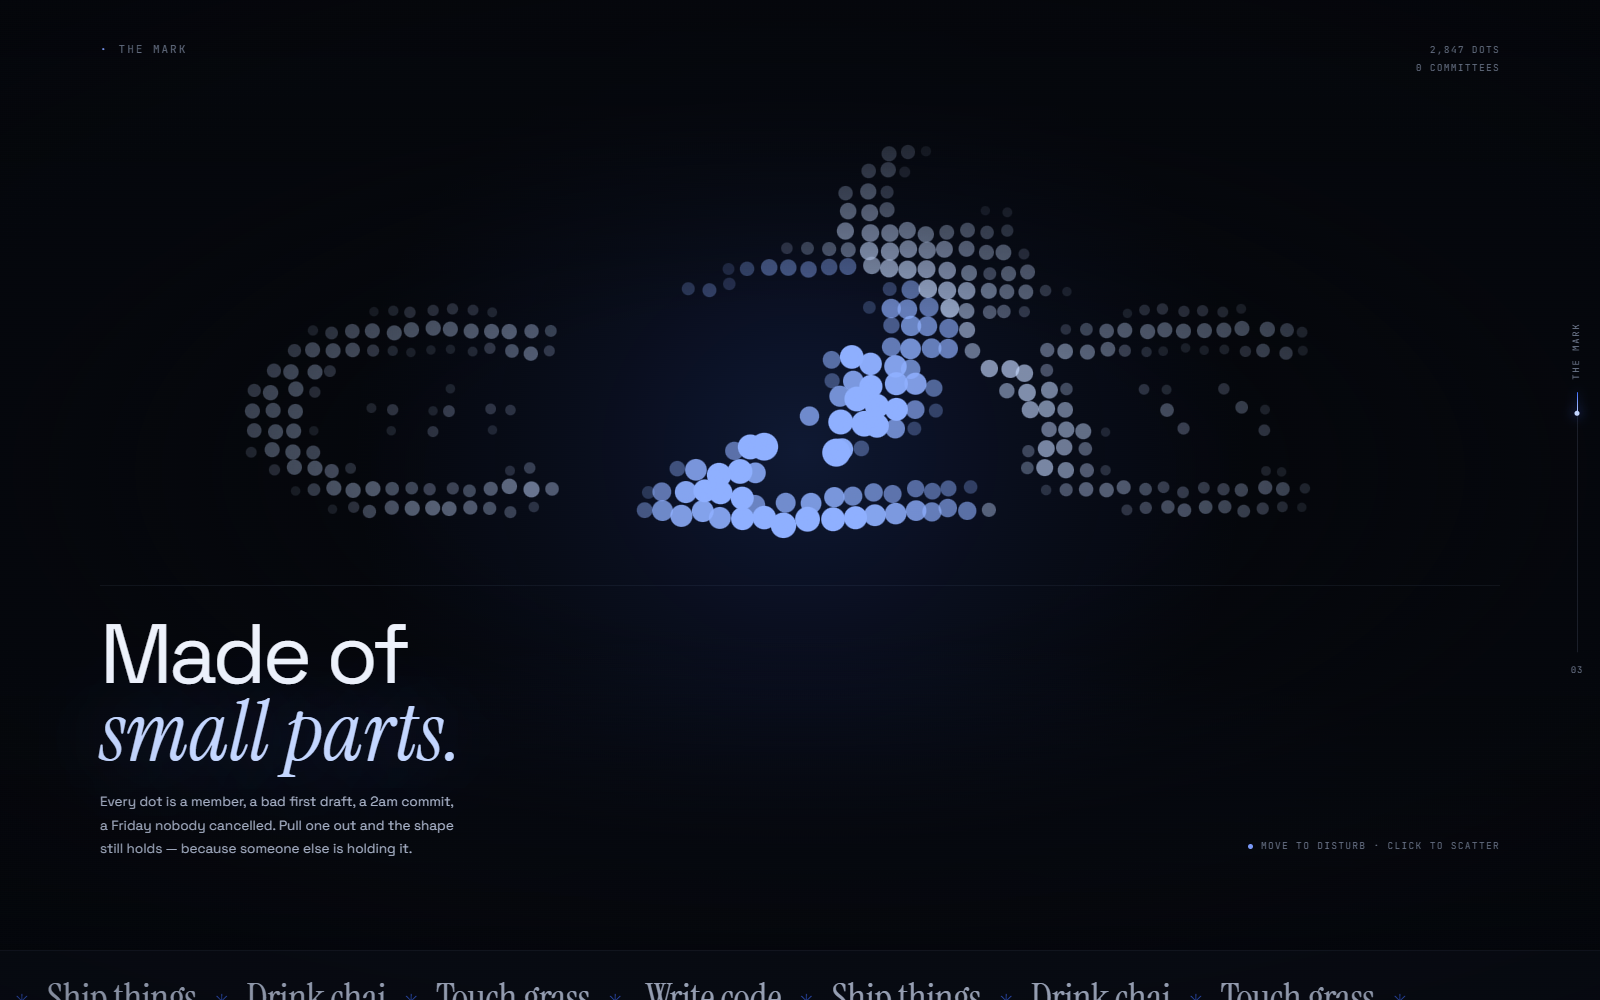 · THE MARK
2,847 DOTS
0 COMMITTEES
THE MARK
03
Made of
small parts.
Every dot is a member, a bad first draft, a 2am commit,
a Friday nobody cancelled. Pull one out and the shape
still holds — because someone else is holding it.
MOVE TO DISTURB · CLICK TO SCATTER
Ship things * Drink chai * Touch grass * Write code * Ship things * Drink chai * Touch grass *